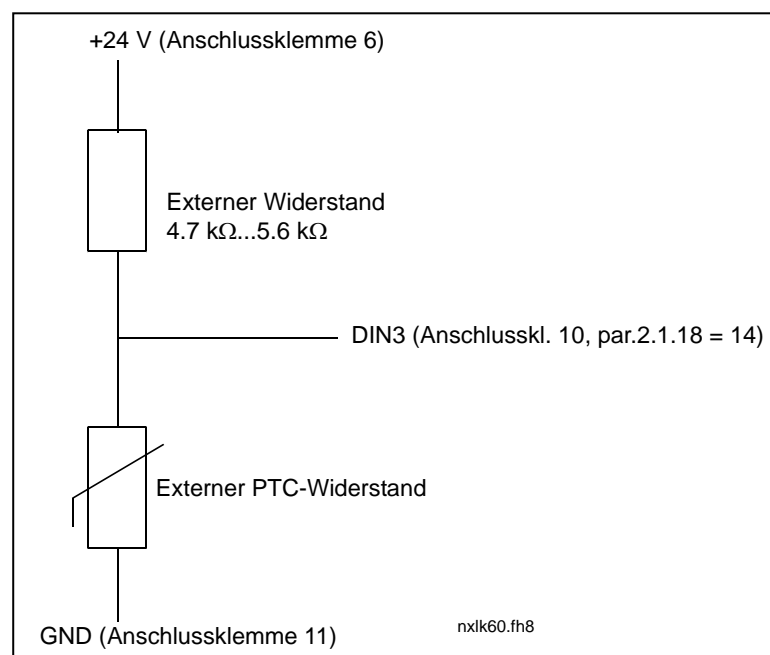 +24 V (Anschlussklemme 6)
Externer Widerstand
4.7 kΩ...5.6 kΩ
DIN3 (Anschlusskl. 10, par.2.1.18 = 14)
Externer PTC-Widerstand
nxlk60.fh8
GND (Anschlussklemme 11)